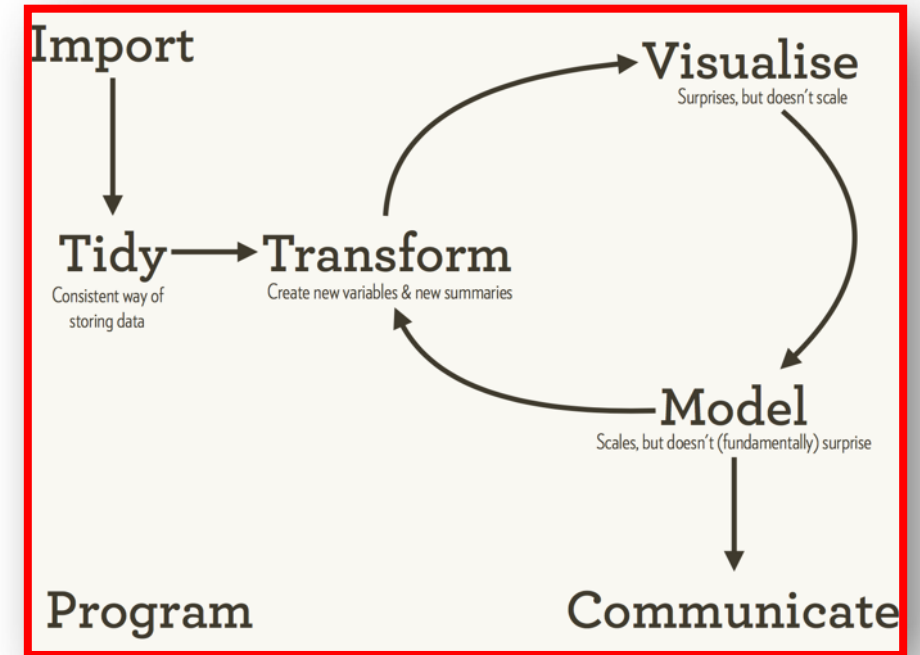 Import
Visualise
Surprises, but doesn't scale
Tidy
Consistent way of
storing data
Transform
Create new variables & new summaries
Model
Scales, but doesn't (fundamentally) surprise
Program
Communicate